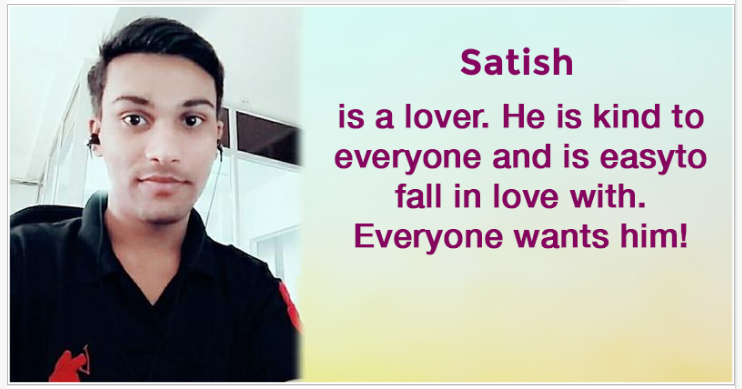 Satish
is a lover. He is kind to
everyone and is easyto
fall in love with.
Everyone wants him!